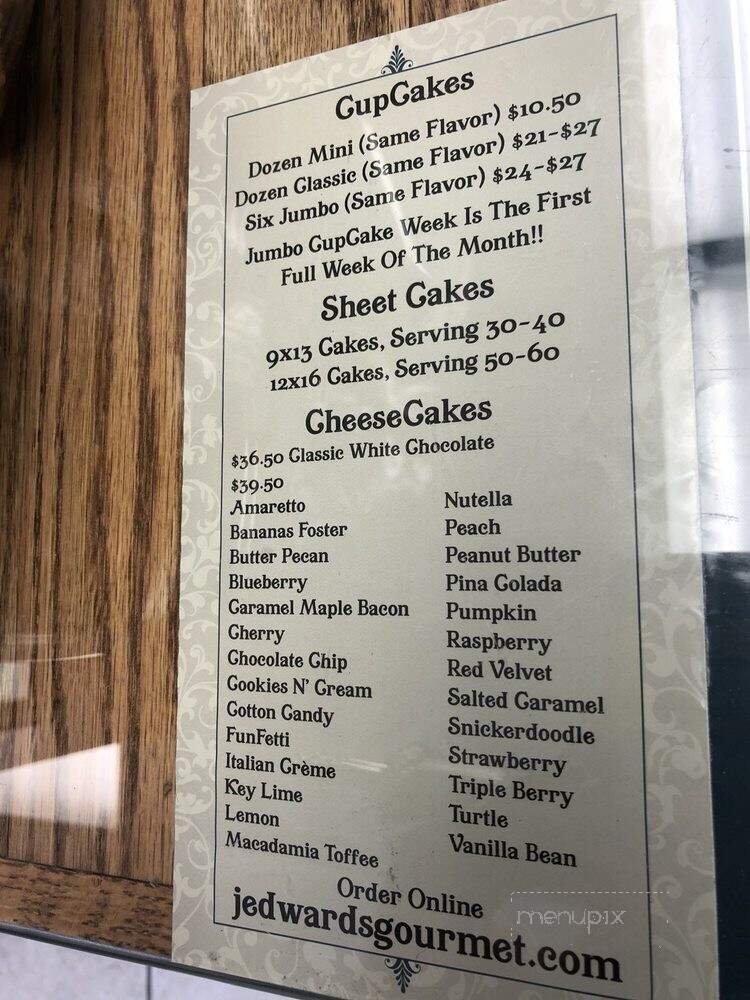 CupCakes
Dozen Mini (Same Flavor) $10.50
Dozen Classic (Same Flavor) $21-$27
Six Jumbo (Same Flavor) $24-$27
Jumbo CupCake Week Is The First
Full Week Of The Month!!
Sheet Cakes
9x13 Cakes, Serving 30-40
12x16 Cakes, Serving 50-60
CheeseCakes
$36.50 Classic White Chocolate
$39.50
Amaretto
Bananas Foster
Butter Pecan
Blueberry
Caramel Maple Bacon
Cherry
Chocolate Chip
Cookies N' Cream
Cotton Candy
FunFetti
Italian Crème
Key Lime
Lemon
Macadamia Toffee
Nutella
Peach
Peanut Butter
Pina Colada
Pumpkin
Raspberry
Red Velvet
Salted Caramel
Snickerdoodle
Strawberry
Triple Berry
Turtle
Vanilla Bean
Order Online
jedwardsgourmet.com
menupix